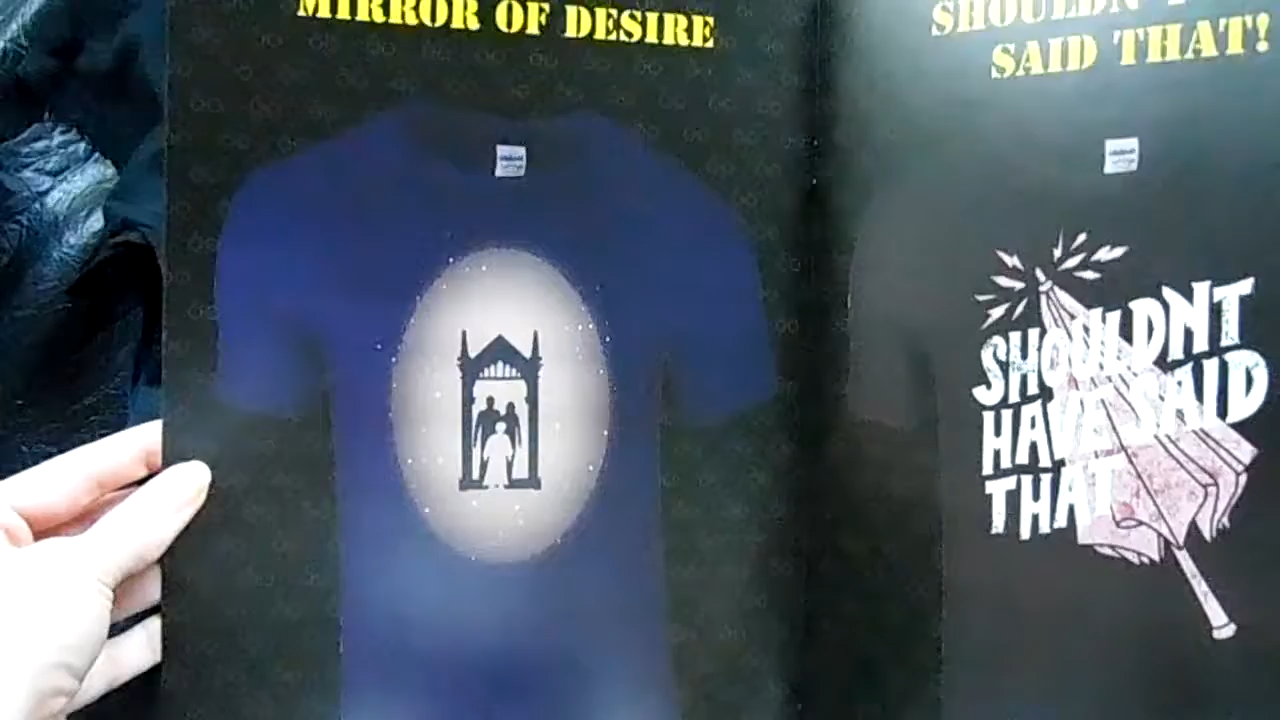 MIRROR OF DESIRE
SAID THAT!
SHOULDNT
HAVE SAID
THAT